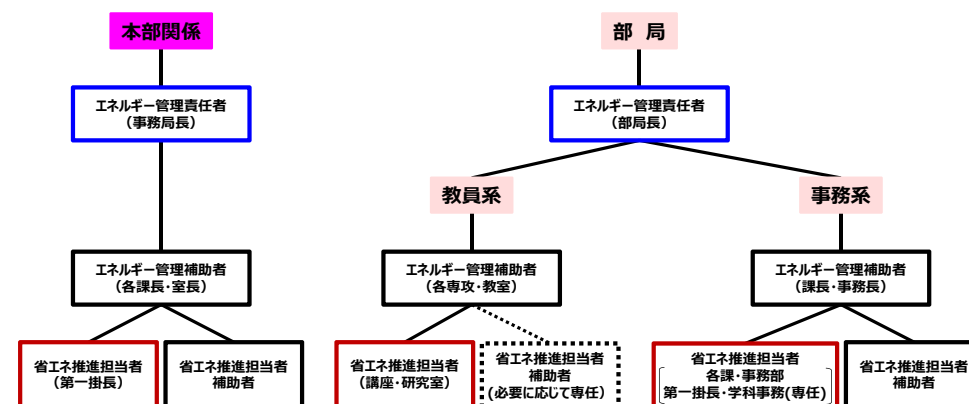 本部関係
部 局
エネルギー管理責任者
（事務局長）
エネルギー管理責任者
（部局長）
教員系
事務系
エネルギー管理補助者
（各課長・室長）
エネルギー管理補助者
（各専攻・教室）
エネルギー管理補助者
（課長・事務長）
省エネ推進担当者
（第一掛長）
省エネ推進担当者
補助者
省エネ推進担当者
（講座・研究室）
省エネ推進担当者
補助者
(必要に応じて専任）
省エネ推進担当者
各課・事務部
第一掛長・学科事務(専任)
省エネ推進担当者
補助者